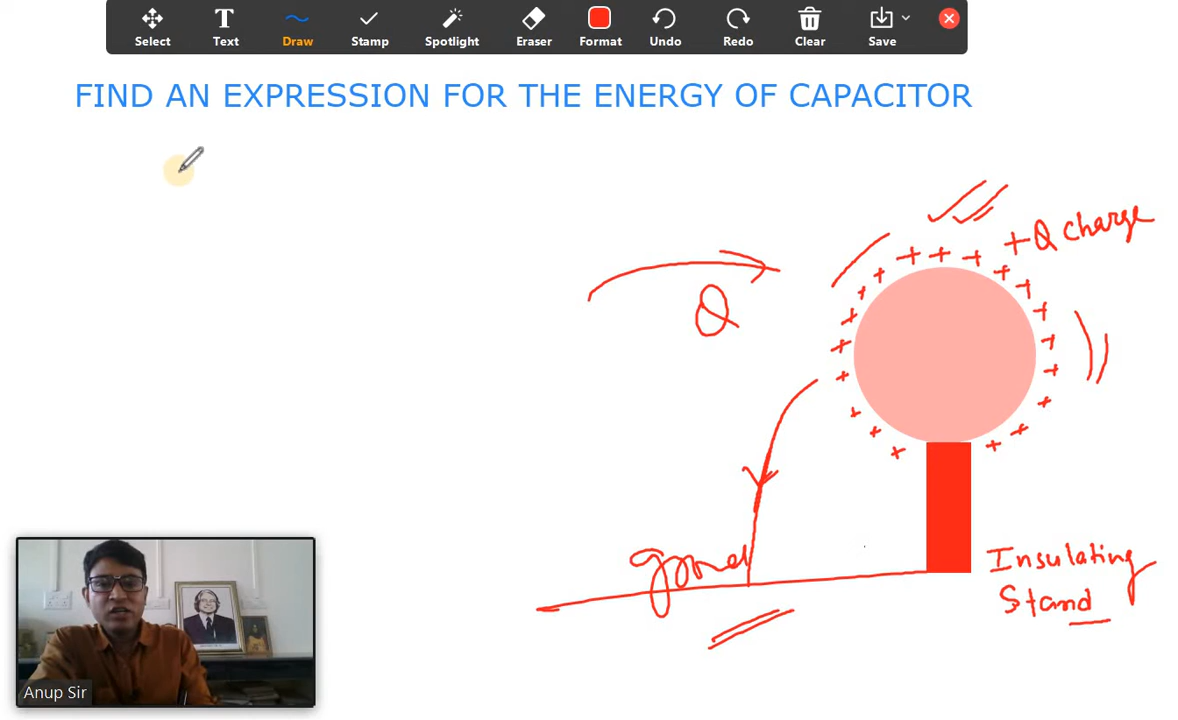 Select Text Draw Stamp Spotlight Eraser Format Undo Redo Clear Save
FIND AN EXPRESSION FOR THE ENERGY OF CAPACITOR
+Q charge
+ + + + + + + + + + + + + + + + + + + + + +
Q
Insulating
Stand
Anup Sir